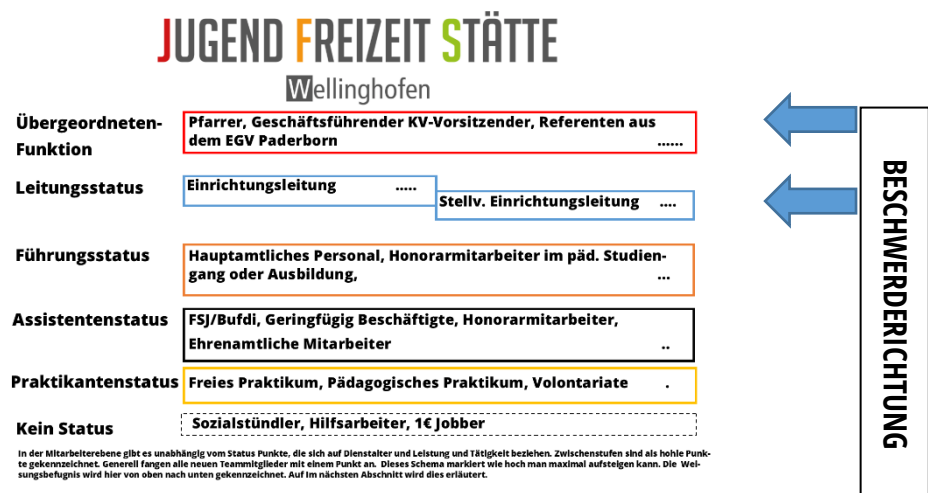 JUGEND FREIZEIT STÄTTE
Wellinghofen
Übergeordneten-
Funktion
Pfarrer, Geschäftsführender KV-Vorsitzender, Referenten aus
dem EGV Paderborn ......
Leitungsstatus
Einrichtungsleitung .....
Stellv. Einrichtungsleitung ....
Führungsstatus
Hauptamtliches Personal, Honorarmitarbeiter im päd. Studien-
gang oder Ausbildung, ...
Assistentenstatus
FSJ/Bufdi, Geringfügig Beschäftigte, Honorarmitarbeiter,
Ehrenamtliche Mitarbeiter ..
Praktikantenstatus
Freies Praktikum, Pädagogisches Praktikum, Volontariate .
Kein Status
Sozialstündler, Hilfsarbeiter, 1€ Jobber
In der Mitarbeiterebene gibt es unabhängig vom Status Punkte, die sich auf Dienstalter und Leistung und Tätigkeit beziehen. Zwischenstufen sind als hohle Punk-
te gekennzeichnet. Generell fangen alle neuen Teammitglieder mit einem Punkt an. Dieses Schema markiert wie hoch man maximal aufsteigen kann. Die Wei-
sungsbefugnis wird hier von oben nach unten gekennzeichnet. Auf Im nächsten Abschnitt wird dies erläutert.
BESCHWERDERICHTUNG